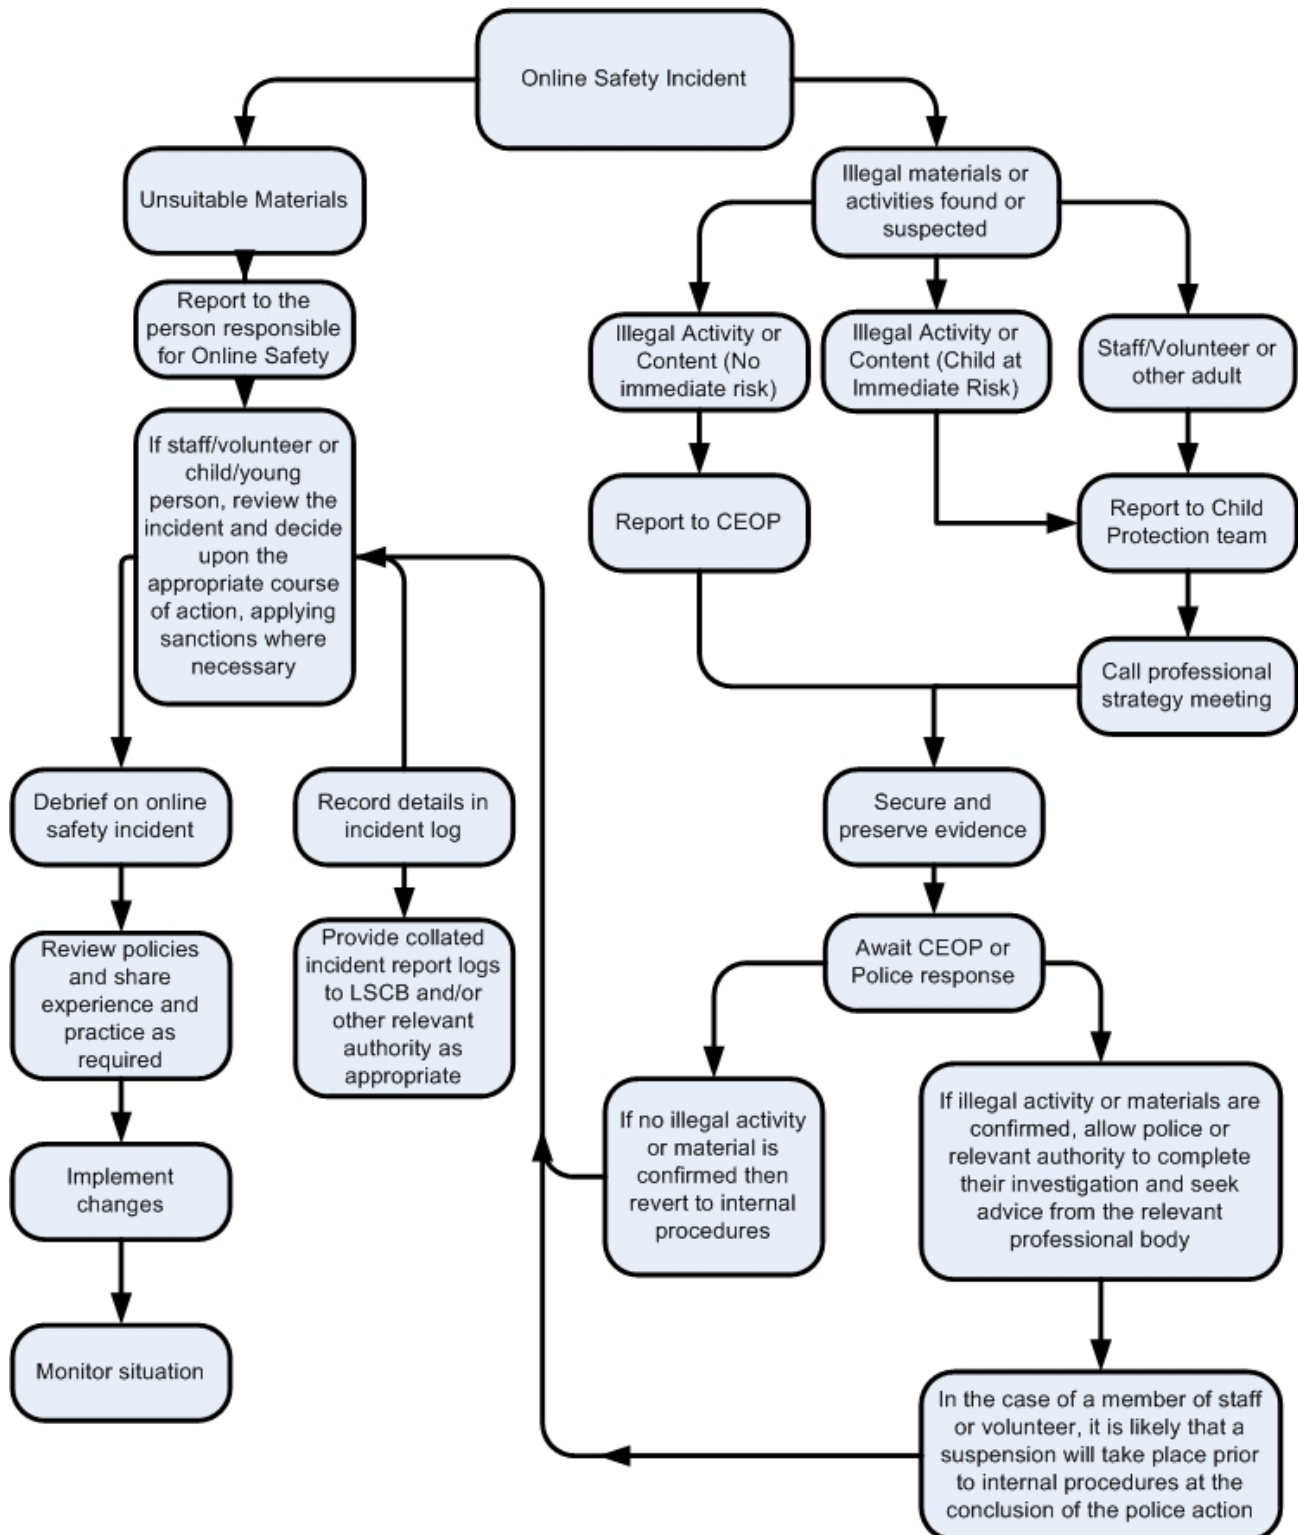 Online Safety Incident
Unsuitable Materials
Illegal materials or
activities found or
suspected
Report to the
person responsible
for Online Safety
Illegal Activity or
Content (No
immediate risk)
Illegal Activity or
Content (Child at
Immediate Risk)
Staff/Volunteer or
other adult
If staff/volunteer or
child/young
person, review the
incident and decide
upon the
appropriate course
of action, applying
sanctions where
necessary
Report to CEOP
Report to Child
Protection team
Call professional
strategy meeting
Debrief on online
safety incident
Record details in
incident log
Secure and
preserve evidence
Review policies
and share
experience and
practice as
required
Provide collated
incident report logs
to LSCB and/or
other relevant
authority as
appropriate
Await CEOP or
Police response
If no illegal activity
or material is
confirmed then
revert to internal
procedures
If illegal activity or materials are
confirmed, allow police or
relevant authority to complete
their investigation and seek
advice from the relevant
professional body
Implement
changes
Monitor situation
In the case of a member of staff
or volunteer, it is likely that a
suspension will take place prior
to internal procedures at the
conclusion of the police action